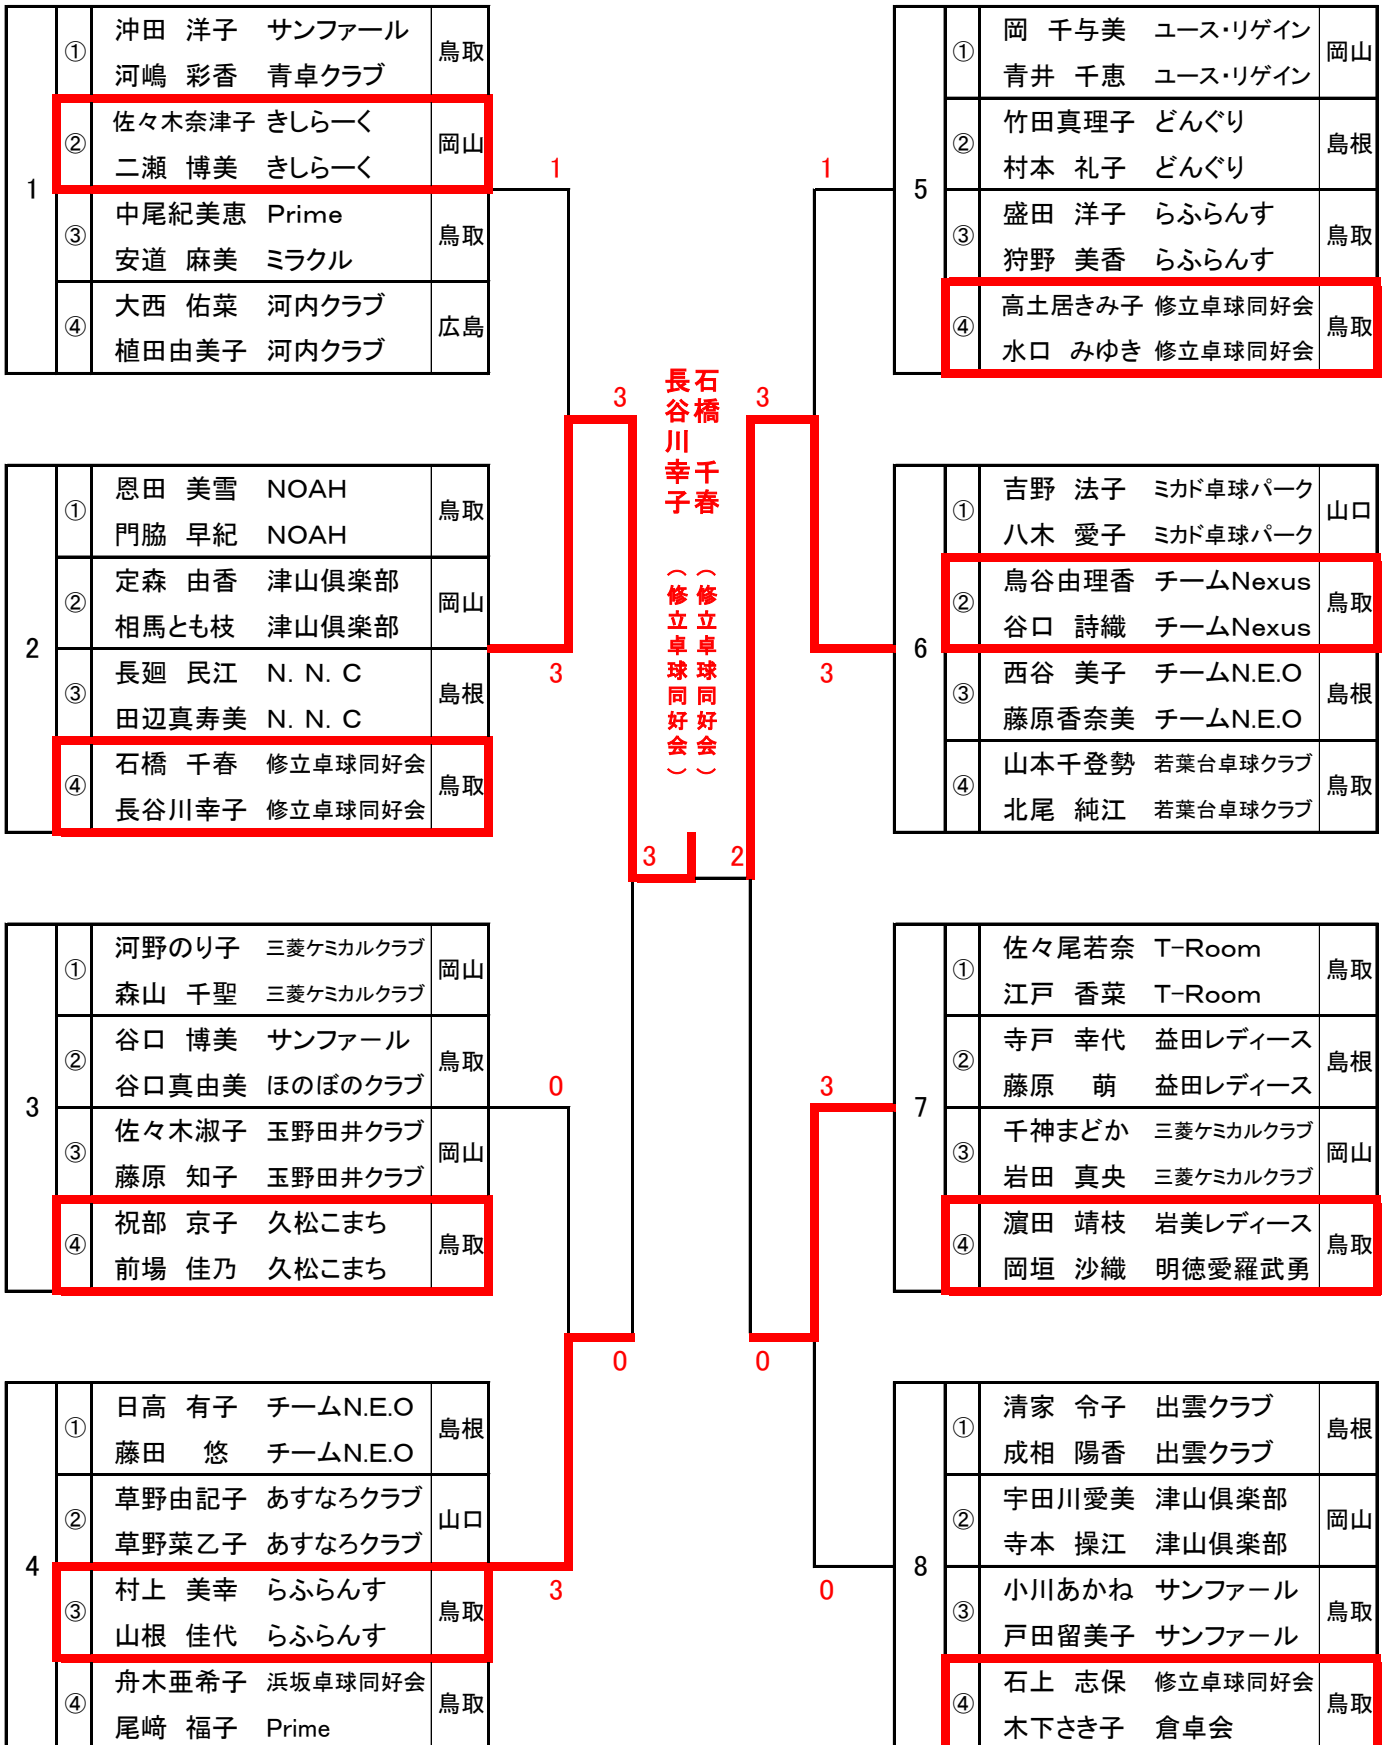 1
① 沖田 洋子 サンファール 鳥取
河嶋 彩香 青卓クラブ
② 佐々木奈津子 きしらーく 岡山
二瀬 博美 きしらーく
③ 中尾紀美恵 Prime 鳥取
安道 麻美 ミラクル
④ 大西 佑菜 河内クラブ 広島
植田由美子 河内クラブ
1
2
① 恩田 美雪 NOAH 鳥取
門脇 早紀 NOAH
② 定森 由香 津山倶楽部 岡山
相馬とも枝 津山倶楽部
③ 長廻 民江 N. N. C 島根
田辺真寿美 N. N. C
④ 石橋 千春 修立卓球同好会 鳥取
長谷川幸子 修立卓球同好会
3
3
3
① 河野のり子 三菱ケミカルクラブ 岡山
森山 千聖 三菱ケミカルクラブ
② 谷口 博美 サンファール 鳥取
谷口真由美 ほのぼのクラブ
③ 佐々木淑子 玉野田井クラブ 岡山
藤原 知子 玉野田井クラブ
④ 祝部 京子 久松こまち 鳥取
前場 佳乃 久松こまち
0
4
① 日高 有子 チームN.E.O 島根
藤田 悠 チームN.E.O
② 草野由記子 あすなろクラブ 山口
草野菜乙子 あすなろクラブ
③ 村上 美幸 らふらんす 鳥取
山根 佳代 らふらんす
④ 舟木亜希子 浜坂卓球同好会 鳥取
尾﨑 福子 Prime
3
0
石橋 千春 （修立卓球同好会）
長谷川幸子 （修立卓球同好会）
3 2
5
① 岡 千与美 ユース・リゲイン 岡山
青井 千恵 ユース・リゲイン
② 竹田真理子 どんぐり 島根
村本 礼子 どんぐり
③ 盛田 洋子 らふらんす 鳥取
狩野 美香 らふらんす
④ 高土居きみ子 修立卓球同好会 鳥取
水口 みゆき 修立卓球同好会
1
3
6
① 吉野 法子 ミカド卓球パーク 山口
八木 愛子 ミカド卓球パーク
② 鳥谷由理香 チームNexus 鳥取
谷口 詩織 チームNexus
③ 西谷 美子 チームN.E.O 島根
藤原香奈美 チームN.E.O
④ 山本千登勢 若葉台卓球クラブ 鳥取
北尾 純江 若葉台卓球クラブ
3
7
① 佐々尾若奈 T-Room 鳥取
江戸 香菜 T-Room
② 寺戸 幸代 益田レディース 島根
藤原 萌 益田レディース
③ 千神まどか 三菱ケミカルクラブ 岡山
岩田 真央 三菱ケミカルクラブ
④ 濵田 靖枝 岩美レディース 鳥取
岡垣 沙織 明徳愛羅武勇
3
0
8
① 清家 令子 出雲クラブ 島根
成相 陽香 出雲クラブ
② 宇田川愛美 津山倶楽部 岡山
寺本 操江 津山倶楽部
③ 小川あかね サンファール 鳥取
戸田留美子 サンファール
④ 石上 志保 修立卓球同好会 鳥取
木下さき子 倉卓会
0